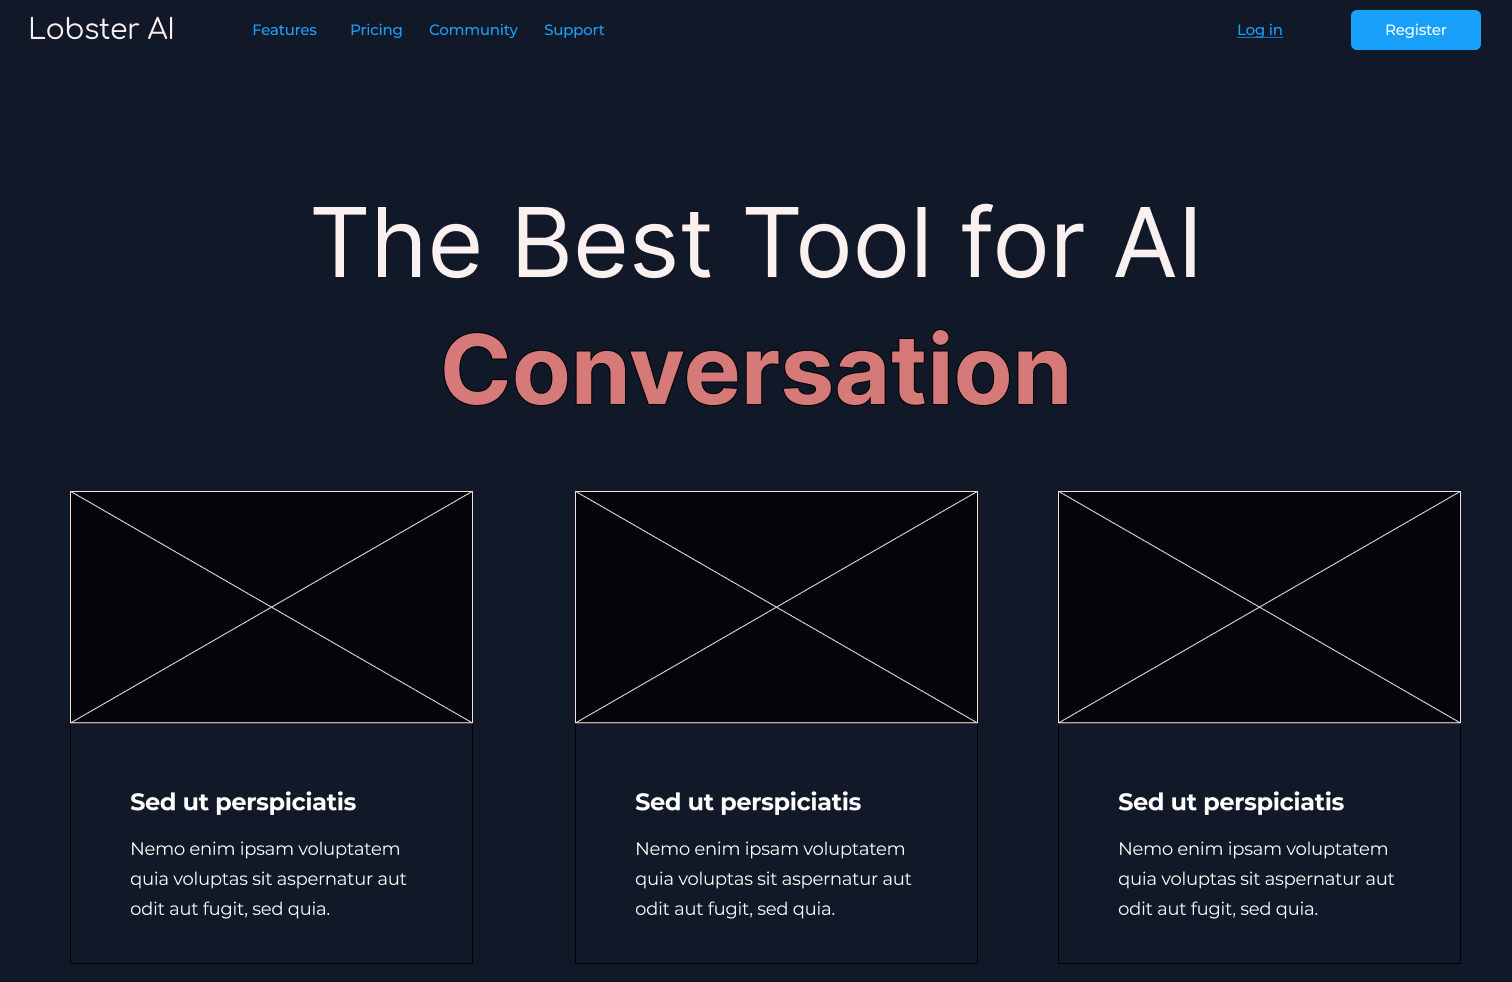 Lobster AI
Features Pricing Community Support
Log in
Register
The Best Tool for AI
Conversation
Sed ut perspiciatis
Nemo enim ipsam voluptatem
quia voluptas sit aspernatur aut
odit aut fugit, sed quia.
Sed ut perspiciatis
Nemo enim ipsam voluptatem
quia voluptas sit aspernatur aut
odit aut fugit, sed quia.
Sed ut perspiciatis
Nemo enim ipsam voluptatem
quia voluptas sit aspernatur aut
odit aut fugit, sed quia.